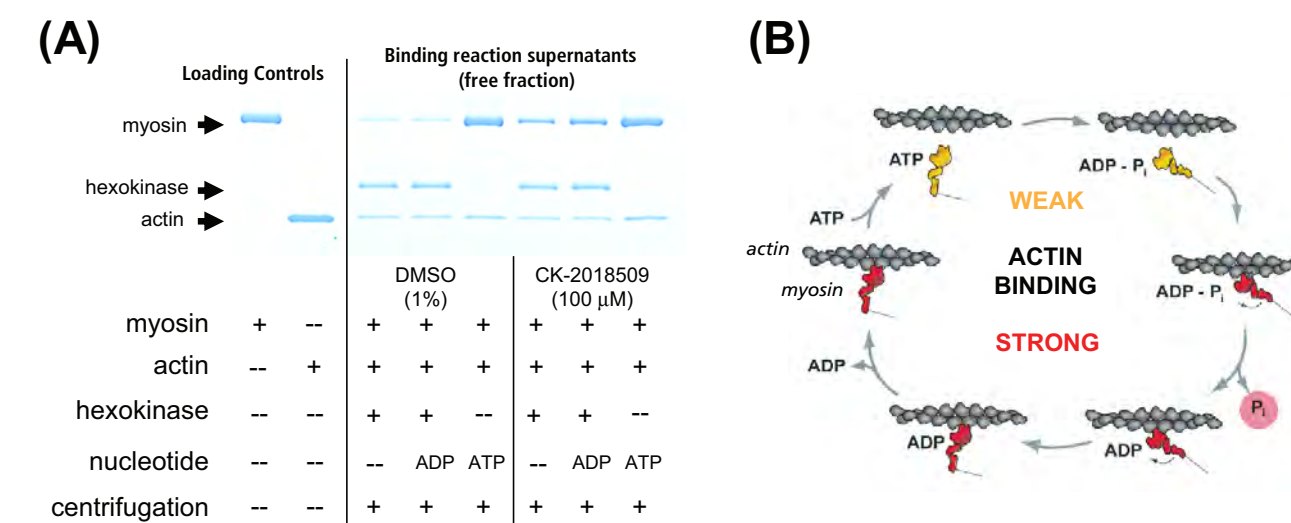 (A)
Loading Controls
Binding reaction supernatants
(free fraction)
myosin
hexokinase
actin
DMSO
(1%)
CK-2018509
(100 μM)
myosin + -- + + + + + +
actin -- + + + + + + +
hexokinase -- -- + + -- + + --
nucleotide -- -- -- ADP ATP -- ADP ATP
centrifugation -- -- + + + + + +
(B)
ATP
ADP - Pi
WEAK
ATP
actin
myosin
ACTIN
BINDING
ADP - Pi
STRONG
ADP
Pi
ADP
ADP